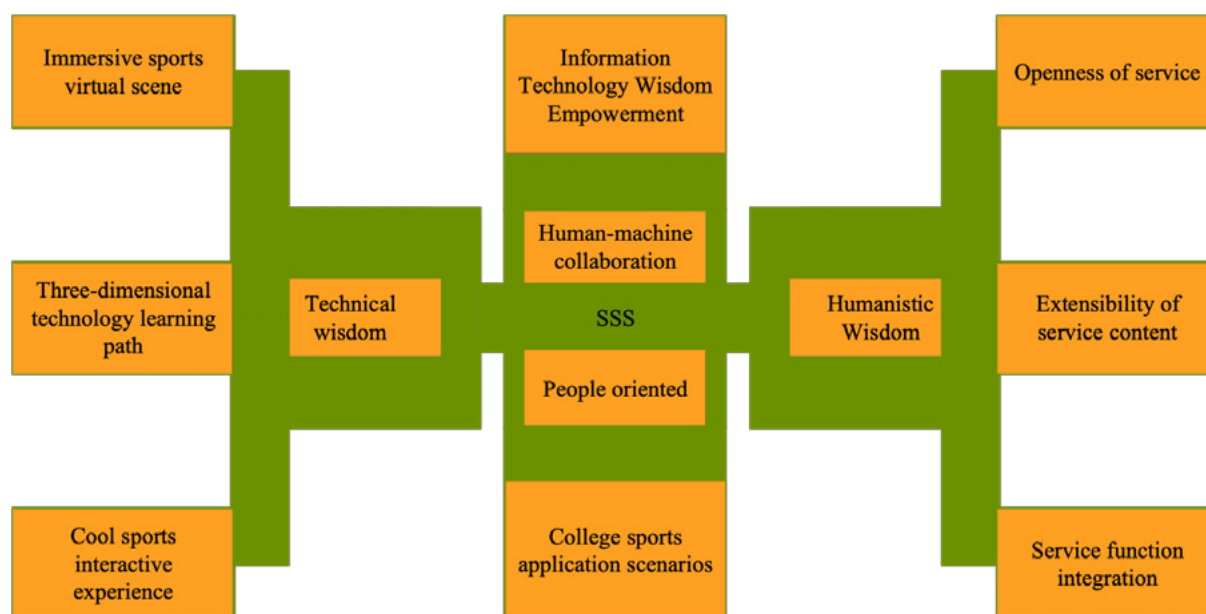 Immersive sports
virtual scene
Information
Technology Wisdom
Empowerment
Openness of service
Human-machine
collaboration
Three-dimensional
technology learning
path
Technical
wisdom
SSS
Humanistic
Wisdom
Extensibility of
service content
People oriented
Cool sports
interactive
experience
College sports
application scenarios
Service function
integration